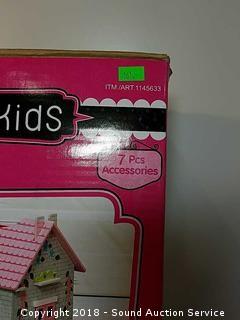 ITM /ART 1145633
Kids
7 Pcs
Accessories
Copyright 2018 - Sound Auction Service